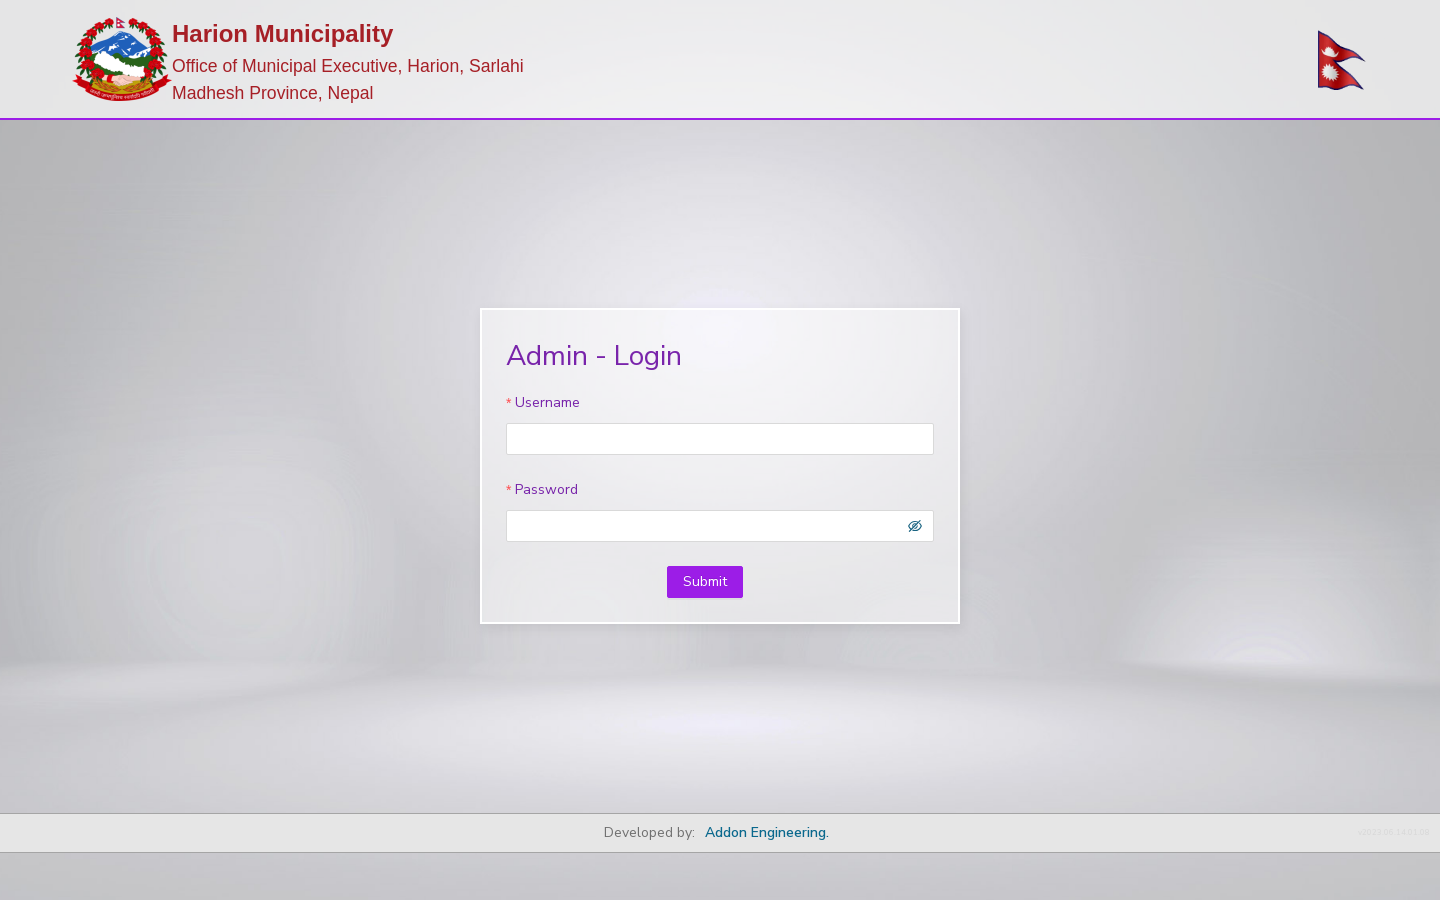 Harion Municipality
Office of Municipal Executive, Harion, Sarlahi
Madhesh Province, Nepal
Admin - Login
* Username
* Password
Submit
Developed by: Addon Engineering.